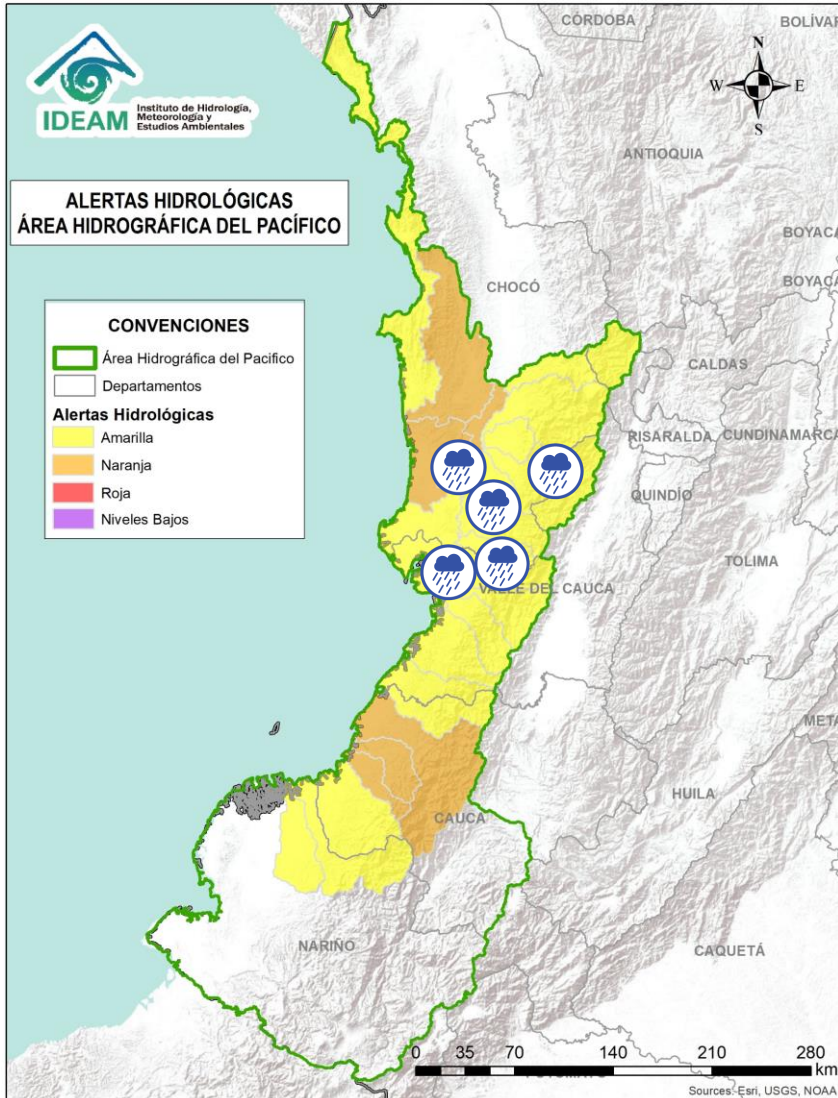 IDEAM
Instituto de Hidrología,
Meteorología y
Estudios Ambientales
ALERTAS HIDROLÓGICAS
ÁREA HIDROGRÁFICA DEL PACÍFICO
CONVENCIONES
Área Hidrográfica del Pacifico
Departamentos
Alertas Hidrológicas
Amarilla
Naranja
Roja
Niveles Bajos
N
W E
S
CÓRDOBA
BOLÍVAR
ANTIOQUIA
BOYACÁ
BOYACÁ
CHOCÓ
CALDAS
RISARALDA
CUNDINAMARCA
QUINDÍO
TOLIMA
VALLE DEL CAUCA
META
HUILA
CAUCA
NARIÑO
CAQUETÁ
0 35 70 140 210 280
km
Sources: Esri, USGS, NOAA